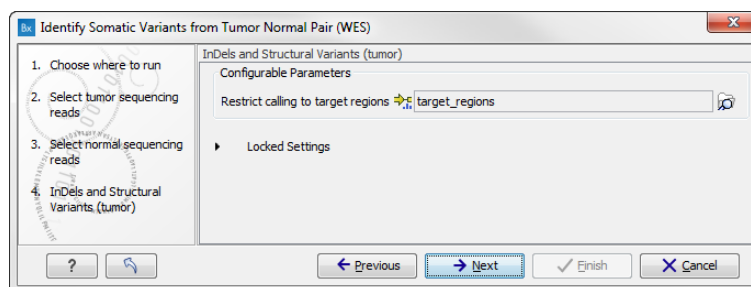 Bx Identify Somatic Variants from Tumor Normal Pair (WES)
InDels and Structural Variants (tumor)
1. Choose where to run
2. Select tumor sequencing
reads
3. Select normal sequencing
reads
4. InDels and Structural
Variants (tumor)
Configurable Parameters
Restrict calling to target regions target_regions
Locked Settings
? Previous Next Finish Cancel